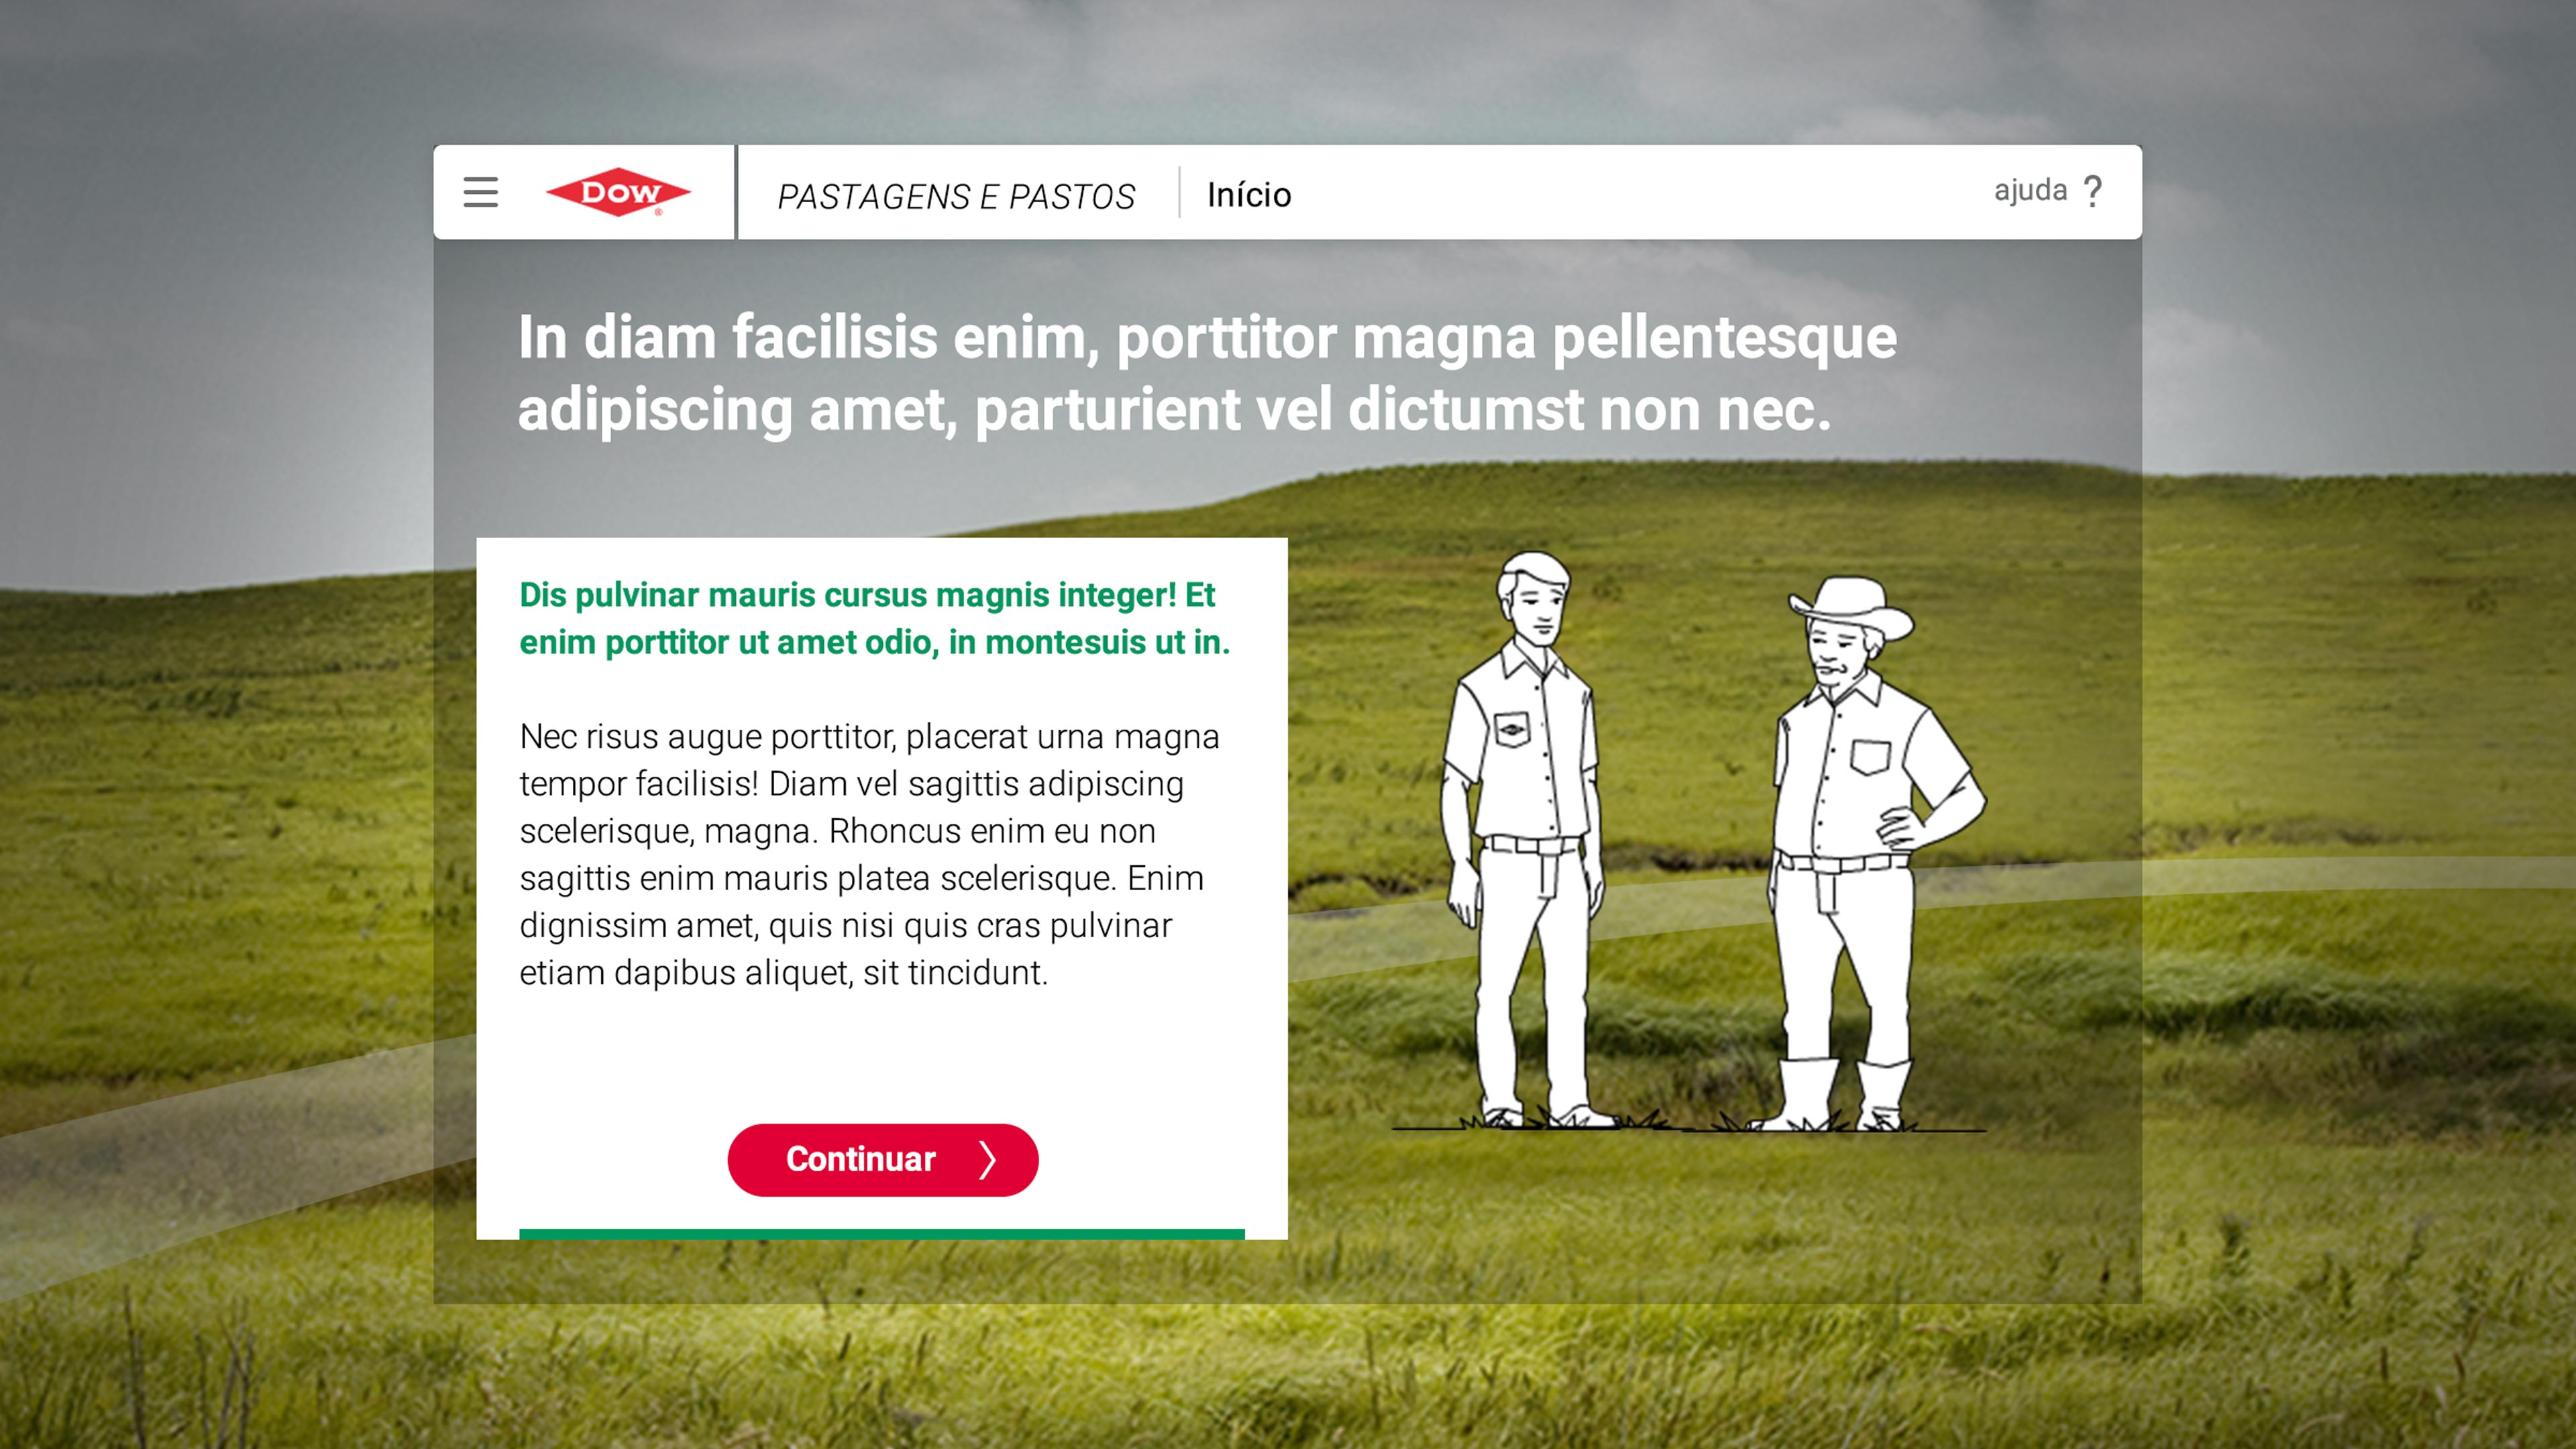 DOW
PASTAGENS E PASTOS
Início
ajuda ?
In diam facilisis enim, porttitor magna pellentesque
adipiscing amet, parturient vel dictumst non nec.
Dis pulvinar mauris cursus magnis integer! Et
enim porttitor ut amet odio, in montesuis ut in.
Nec risus augue porttitor, placerat urna magna
tempor facilisis! Diam vel sagittis adipiscing
scelerisque, magna. Rhoncus enim eu non
sagittis enim mauris platea scelerisque. Enim
dignissim amet, quis nisi quis cras pulvinar
etiam dapibus aliquet, sit tincidunt.
Continuar